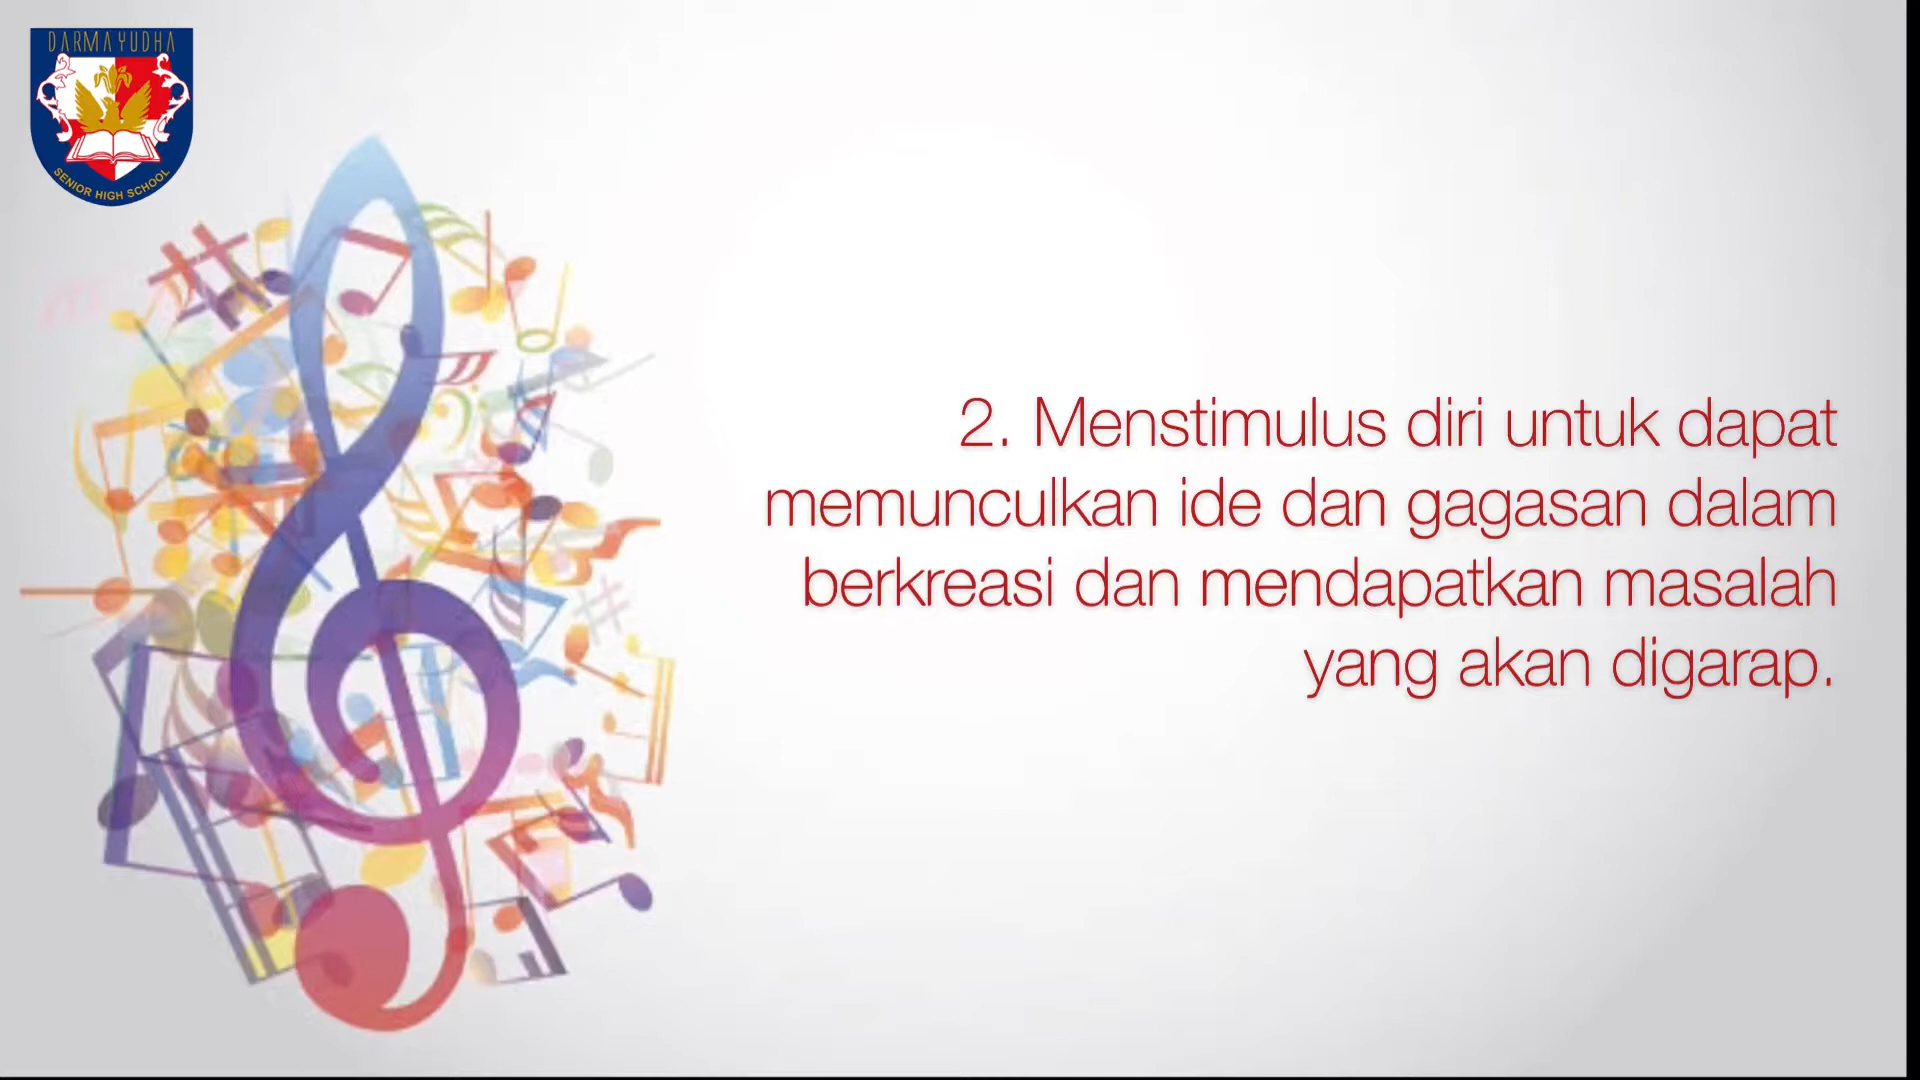 DARMA YUDHA
SENIOR HIGH SCHOOL
2. Menstimulus diri untuk dapat
memunculkan ide dan gagasan dalam
berkreasi dan mendapatkan masalah
yang akan digarap.